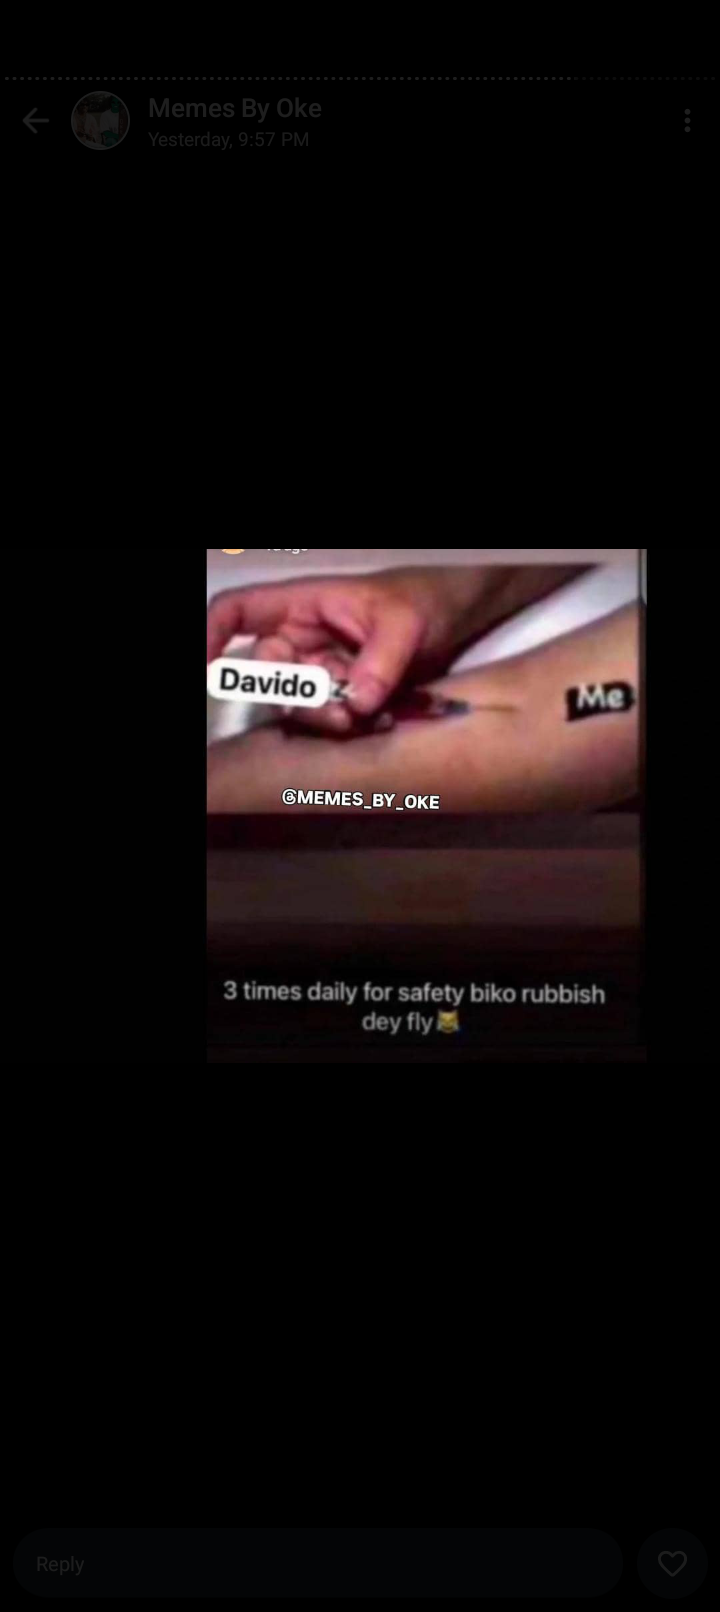 Memes By Oke
Yesterday, 9:57 PM
Davido
Me
@MEMES_BY_OKE
3 times daily for safety biko rubbish
dey fly😹
Reply